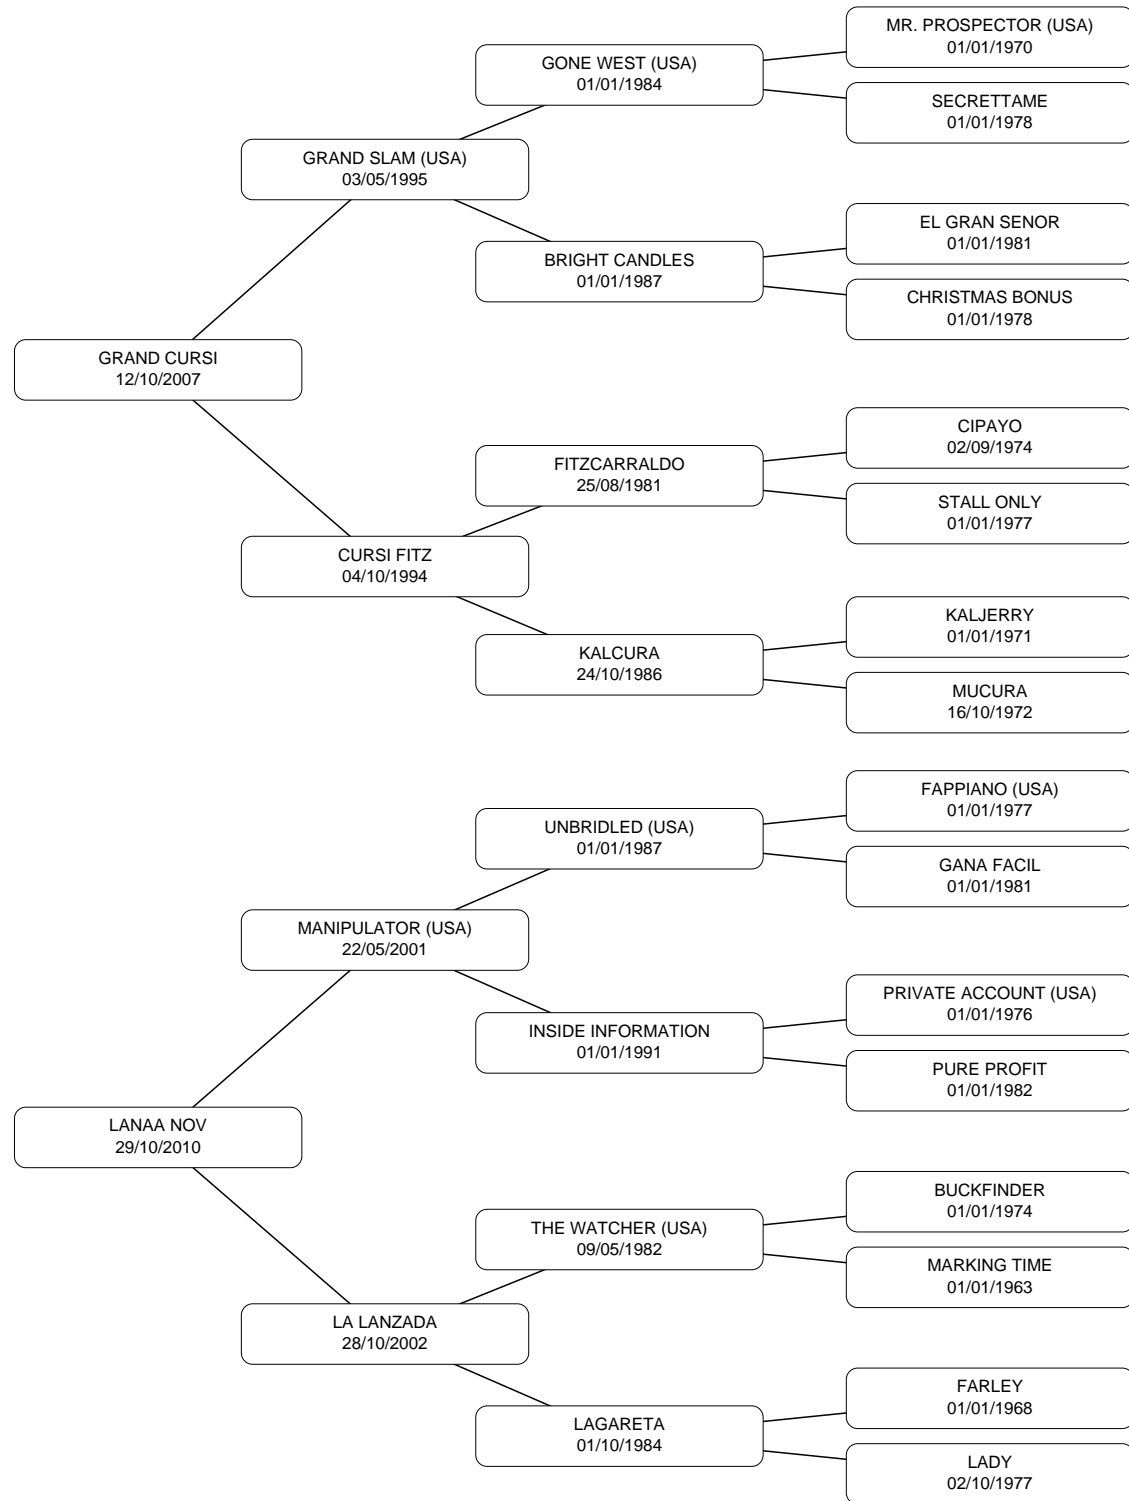 MR. PROSPECTOR (USA)
01/01/1970
GONE WEST (USA)
01/01/1984
SECRETTAME
01/01/1978
GRAND SLAM (USA)
03/05/1995
EL GRAN SENOR
01/01/1981
BRIGHT CANDLES
01/01/1987
CHRISTMAS BONUS
01/01/1978
GRAND CURSI
12/10/2007
CIPAYO
02/09/1974
FITZCARRALDO
25/08/1981
STALL ONLY
01/01/1977
CURSI FITZ
04/10/1994
KALJERRY
01/01/1971
KALCURA
24/10/1986
MUCURA
16/10/1972
FAPPIANO (USA)
01/01/1977
UNBRIDLED (USA)
01/01/1987
GANA FACIL
01/01/1981
MANIPULATOR (USA)
22/05/2001
PRIVATE ACCOUNT (USA)
01/01/1976
INSIDE INFORMATION
01/01/1991
PURE PROFIT
01/01/1982
LANAA NOV
29/10/2010
BUCKFINDER
01/01/1974
THE WATCHER (USA)
09/05/1982
MARKING TIME
01/01/1963
LA LANZADA
28/10/2002
FARLEY
01/01/1968
LAGARETA
01/10/1984
LADY
02/10/1977